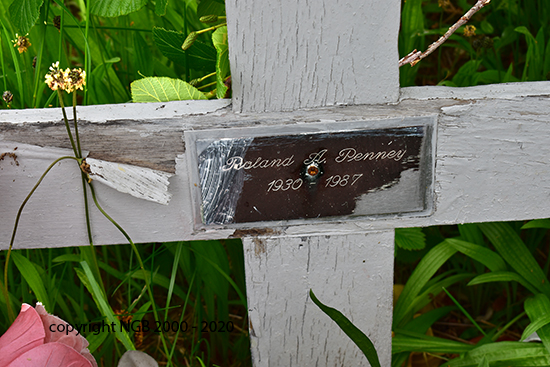 Roland A. Penney
1930 1987
copyright NGB 2000 - 2020